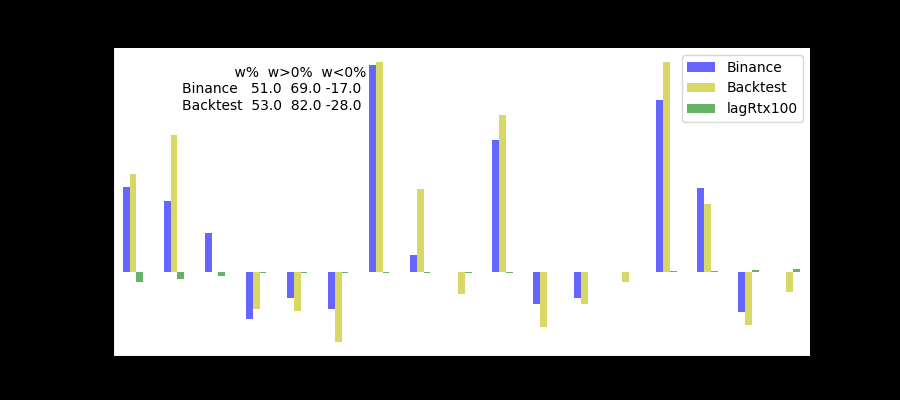 w% w>0% w<0%
Binance 51.0 69.0 -17.0
Backtest 53.0 82.0 -28.0
Binance
Backtest
lagRtx100